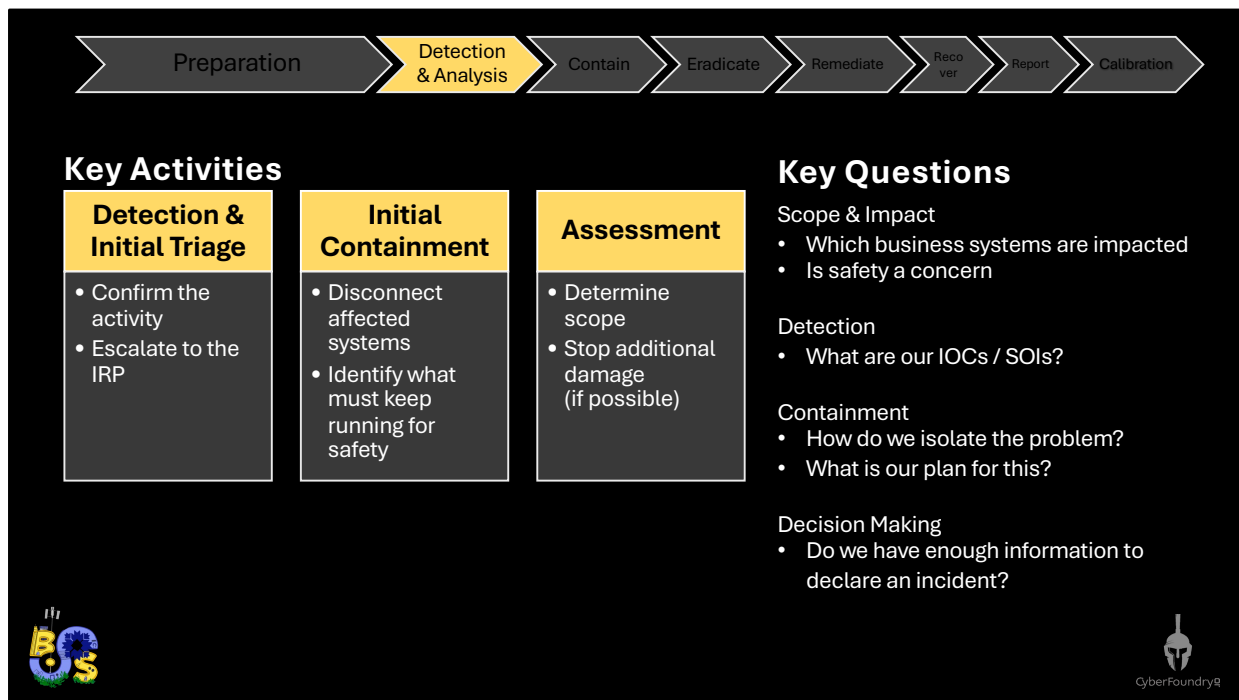 Preparation
Detection
& Analysis
Contain
Eradicate
Remediate
Reco
ver
Report
Calibration
Key Activities
Detection &
Initial Triage
• Confirm the
activity
• Escalate to the
IRP
Initial
Containment
• Disconnect
affected
systems
• Identify what
must keep
running for
safety
Assessment
• Determine
scope
• Stop additional
damage
(if possible)
Key Questions
Scope & Impact
• Which business systems are impacted
• Is safety a concern
Detection
• What are our IOCs / SOIs?
Containment
• How do we isolate the problem?
• What is our plan for this?
Decision Making
• Do we have enough information to
declare an incident?
CyberFoundry